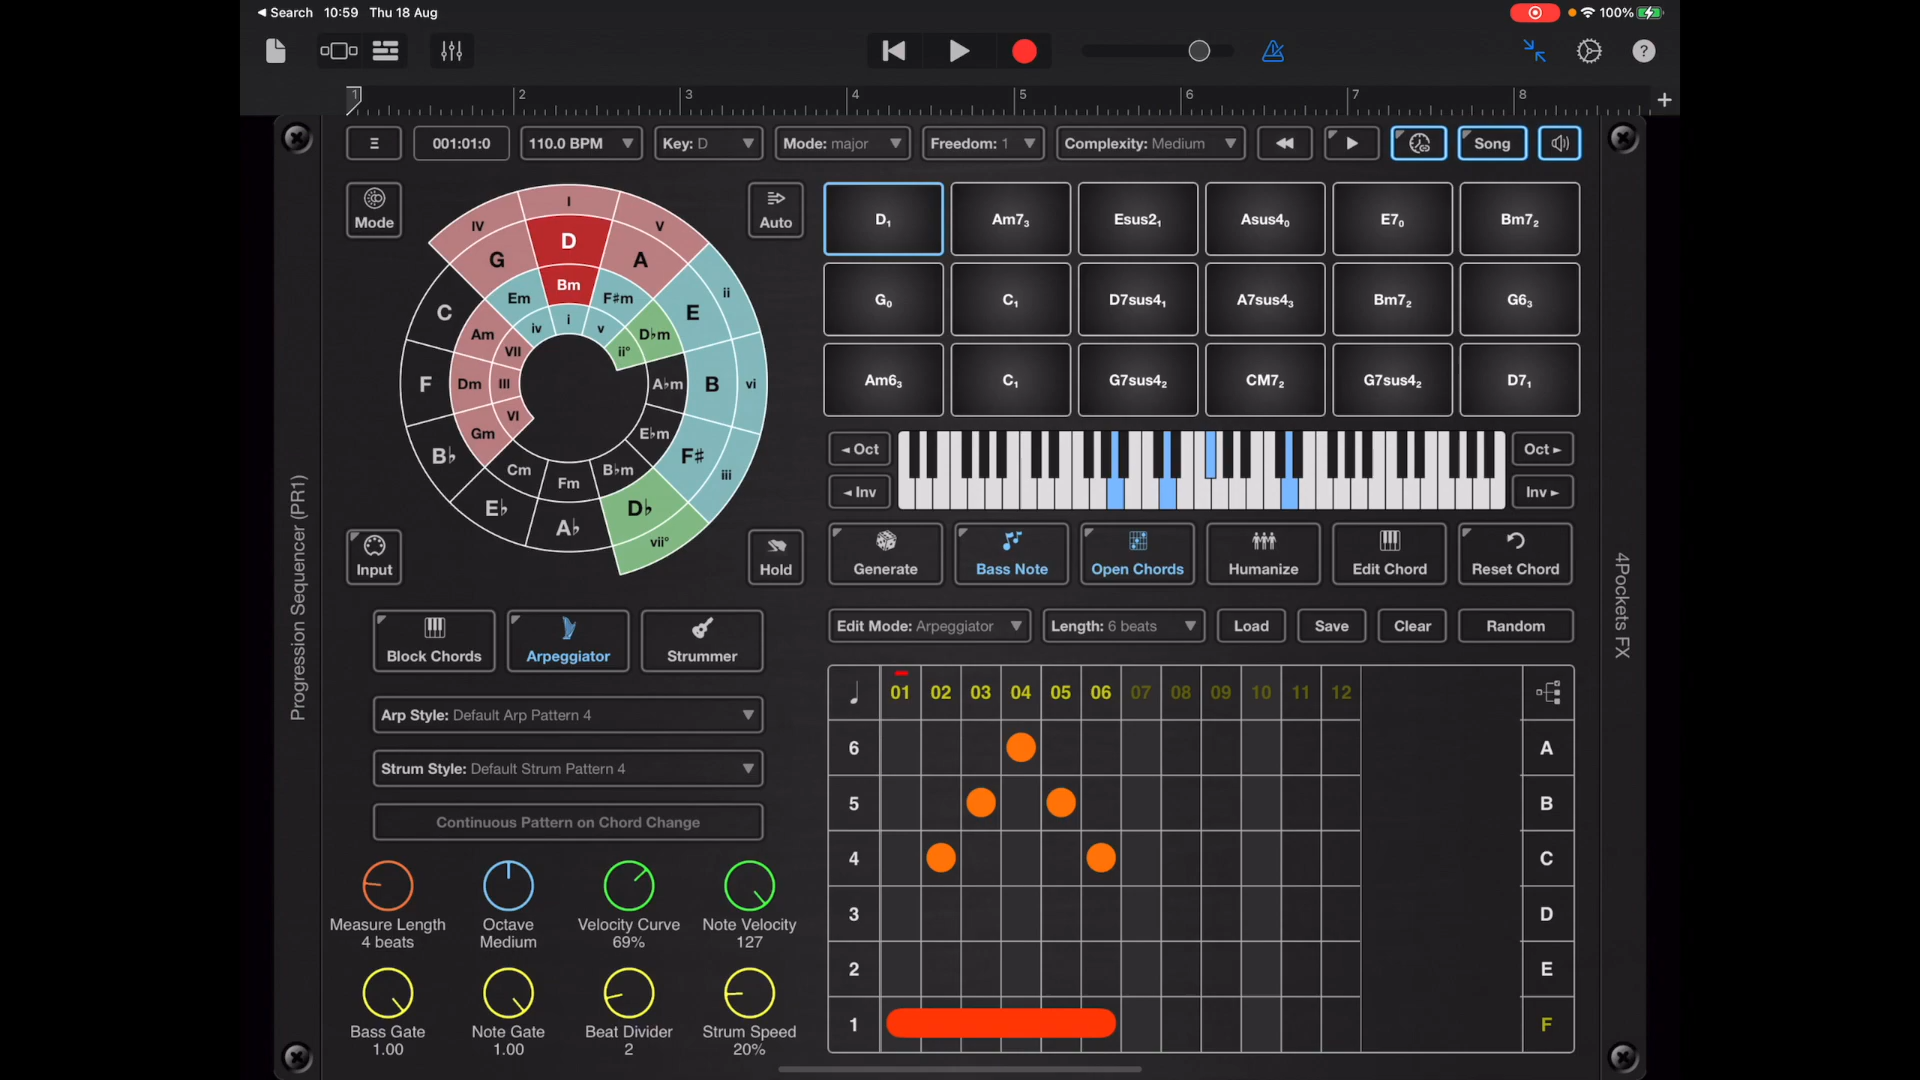 Search 10:59 Thu 18 Aug 100%
1 2 3 4 5 6 7 8 +
001:01:0 110.0 BPM Key: D Mode: major Freedom: 1 Complexity: Medium Song
Mode
Auto
I
IV V
D
G A
Bm
Em F♯m
ii
C E
iv i v
Am D♭m
VII ii°
F Dm III A♭m B vi
VI
Gm E♭m
B♭ F♯
Cm B♭m iii
Fm
E♭ D♭
A♭
vii°
Input
Hold
D1 Am73 Esus21 Asus40 E70 Bm72
G0 C1 D7sus41 A7sus43 Bm72 G63
Am63 C1 G7sus42 CM72 G7sus42 D71
Oct Oct
Inv Inv
Generate Bass Note Open Chords Humanize Edit Chord Reset Chord
Edit Mode: Arpeggiator Length: 6 beats Load Save Clear Random
Block Chords Arpeggiator Strummer
Arp Style: Default Arp Pattern 4
Strum Style: Default Strum Pattern 4
Continuous Pattern on Chord Change
Measure Length Octave Velocity Curve Note Velocity
4 beats Medium 69% 127
Bass Gate Note Gate Beat Divider Strum Speed
1.00 1.00 2 20%
01 02 03 04 05 06 07 08 09 10 11 12
6 A
5 B
4 C
3 D
2 E
1 F
Progression Sequencer (PR1)
4Pockets FX